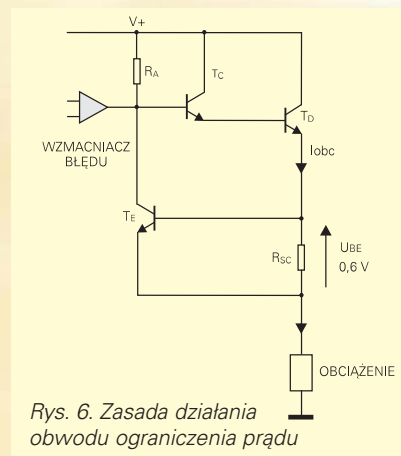 V+
RA
TC
TD
WZMACNIACZ
BŁĘDU
Iobc
TE
RSC
UBE
0,6 V
OBCIĄŻENIE
Rys. 6. Zasada działania
obwodu ograniczenia prądu